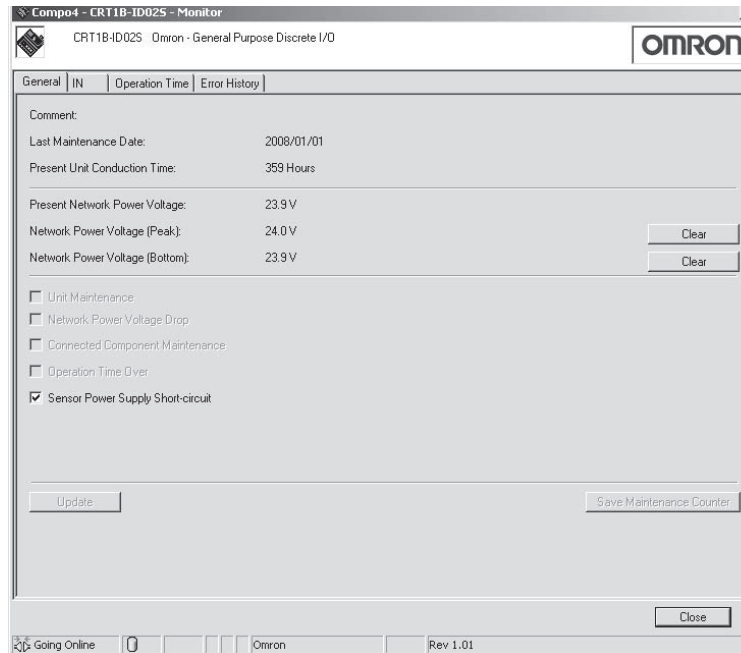 Compo4 - CRT1B-ID02S - Monitor
CRT1B-ID02S Omron - General Purpose Discrete I/O
OMRON
General IN Operation Time Error History
Comment:
Last Maintenance Date: 2008/01/01
Present Unit Conduction Time: 359 Hours
Present Network Power Voltage: 23.9 V
Network Power Voltage (Peak): 24.0 V Clear
Network Power Voltage (Bottom): 23.9 V Clear
Unit Maintenance
Network Power Voltage Drop
Connected Component Maintenance
Operation Time Over
Sensor Power Supply Short-circuit
Update Save Maintenance Counter
Close
Going Online Omron Rev 1.01